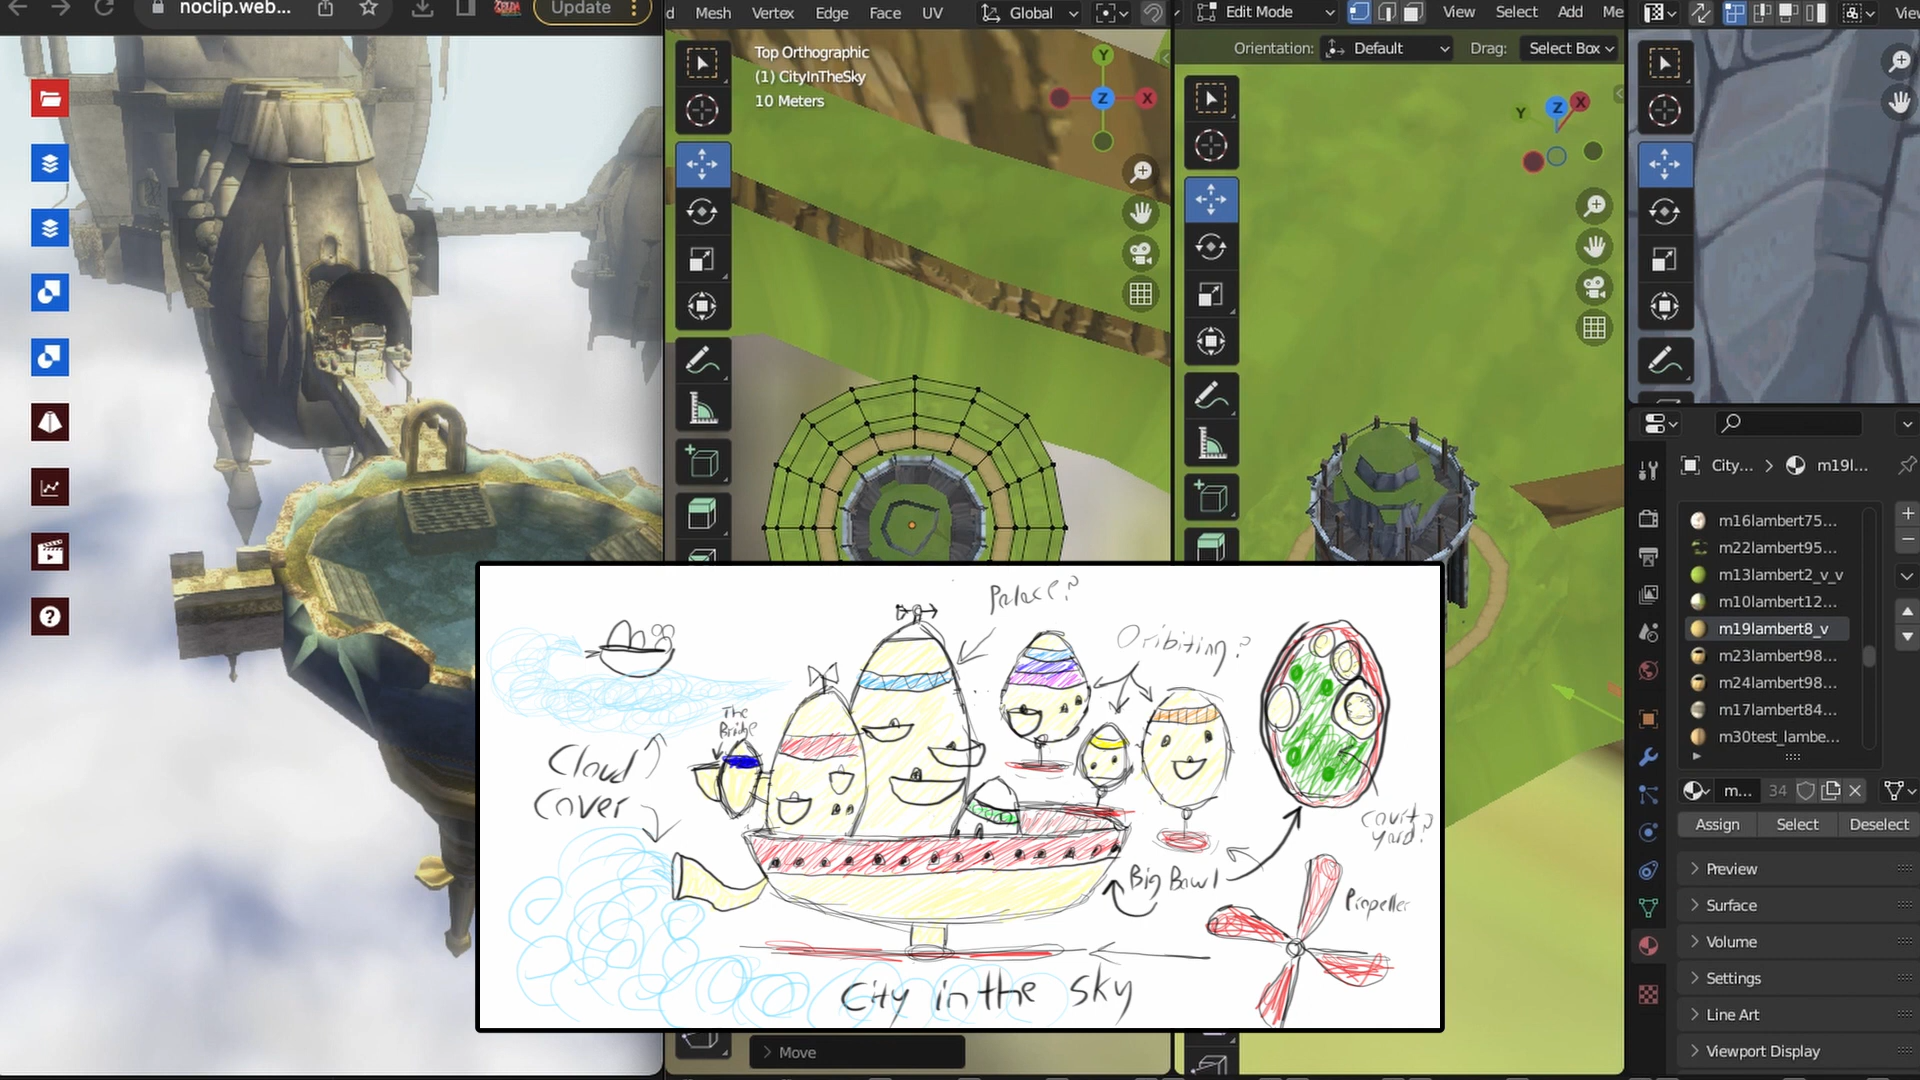 noclip.web...
Update
d
Mesh
Vertex
Edge
Face
UV
Global
Edit Mode
View
Select
Add
Me
Orientation:
Default
Drag:
Select Box
Top Orthographic
(1) CityInTheSky
10 Meters
Y
Z
X
Y
Z
X
City...
m19l...
m16lambert75...
m22lambert95...
m13lambert2_v_v
m10lambert12...
m19lambert8_v
m23lambert98...
m24lambert98...
m17lambert84...
m30test_lambe...
m...
34
Assign
Select
Deselect
Preview
Surface
Volume
Settings
Line Art
Viewport Display
Move
Palace?
Oribiting?
The
Bridge
Cloud
Cover
Court
yard?
Big Bowl
Propeller
City in the sky